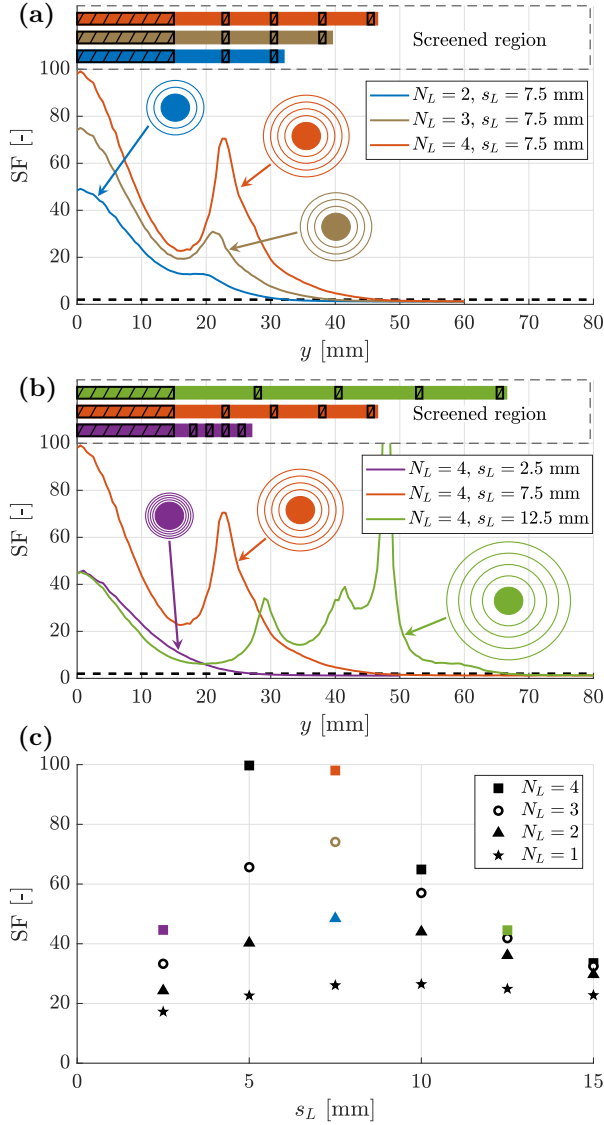 (a)
Screened region
100
80
60
40
20
0
SF [-]
N_L = 2, s_L = 7.5 mm
N_L = 3, s_L = 7.5 mm
N_L = 4, s_L = 7.5 mm
0 10 20 30 40 50 60 70 80
y [mm]
(b)
Screened region
100
80
60
40
20
0
SF [-]
N_L = 4, s_L = 2.5 mm
N_L = 4, s_L = 7.5 mm
N_L = 4, s_L = 12.5 mm
0 10 20 30 40 50 60 70 80
y [mm]
(c)
100
80
60
40
20
0
SF [-]
N_L = 4
N_L = 3
N_L = 2
N_L = 1
0 5 10 15
s_L [mm]